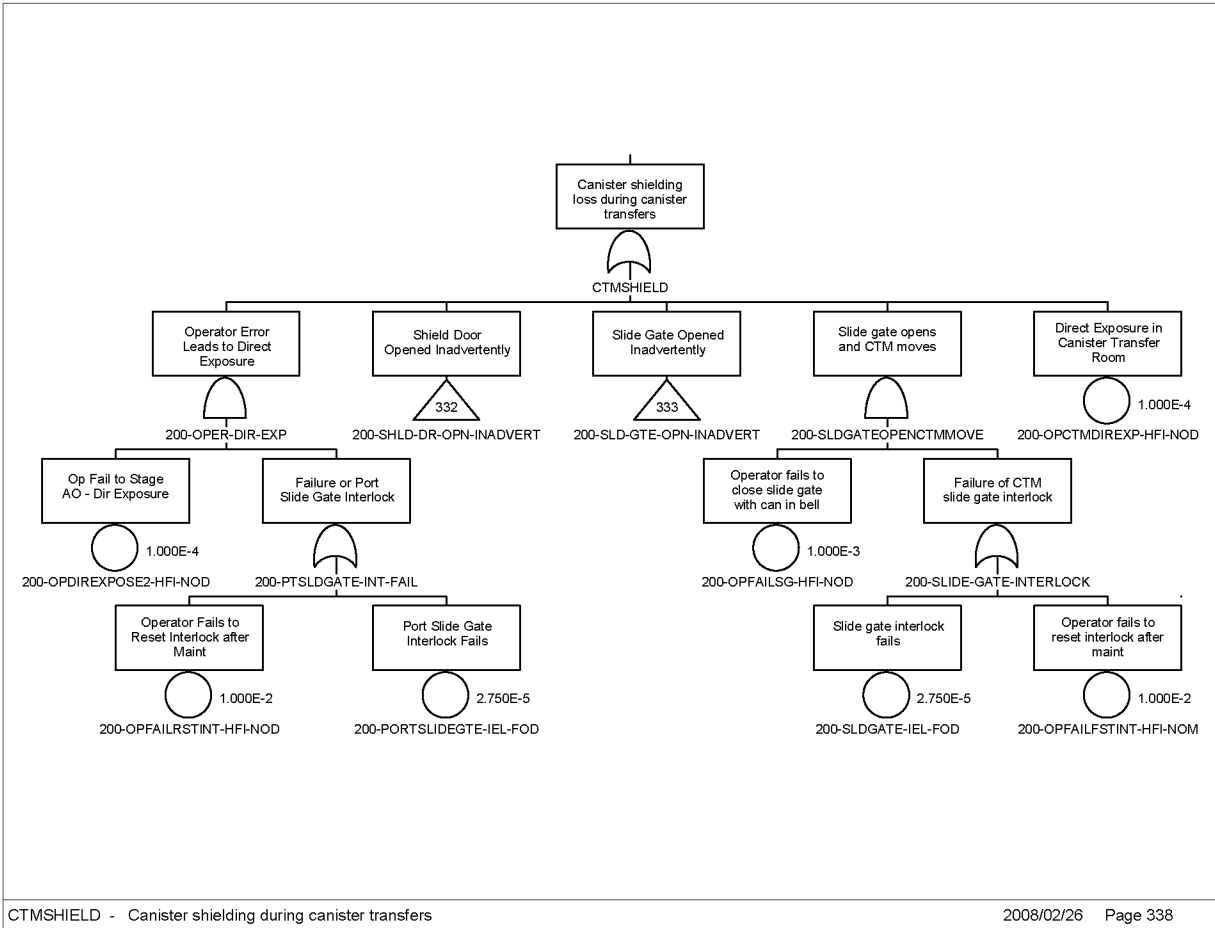 Canister shielding
loss during canister
transfers
CTMSHIELD
Operator Error
Leads to Direct
Exposure
200-OPER-DIR-EXP
Shield Door
Opened Inadvertently
332
200-SHLD-DR-OPN-INADVERT
Slide Gate Opened
Inadvertently
333
200-SLD-GTE-OPN-INADVERT
Slide gate opens
and CTM moves
200-SLDGATEOPENCTMMOVE
Direct Exposure in
Canister Transfer
Room
1.000E-4
200-OPCTMDIREXP-HFI-NOD
Op Fail to Stage
AO - Dir Exposure
1.000E-4
200-OPDIREXPOSE2-HFI-NOD
Failure or Port
Slide Gate Interlock
200-PTSLDGATE-INT-FAIL
Operator fails to
close slide gate
with can in bell
1.000E-3
200-OPFAILSG-HFI-NOD
Failure of CTM
slide gate interlock
200-SLIDE-GATE-INTERLOCK
Operator Fails to
Reset Interlock after
Maint
1.000E-2
200-OPFAILRSTINT-HFI-NOD
Port Slide Gate
Interlock Fails
2.750E-5
200-PORTSLIDEGTE-IEL-FOD
Slide gate interlock
fails
2.750E-5
200-SLDGATE-IEL-FOD
Operator fails to
reset interlock after
maint
1.000E-2
200-OPFAILFSTINT-HFI-NOM
CTMSHIELD - Canister shielding during canister transfers
2008/02/26 Page 338